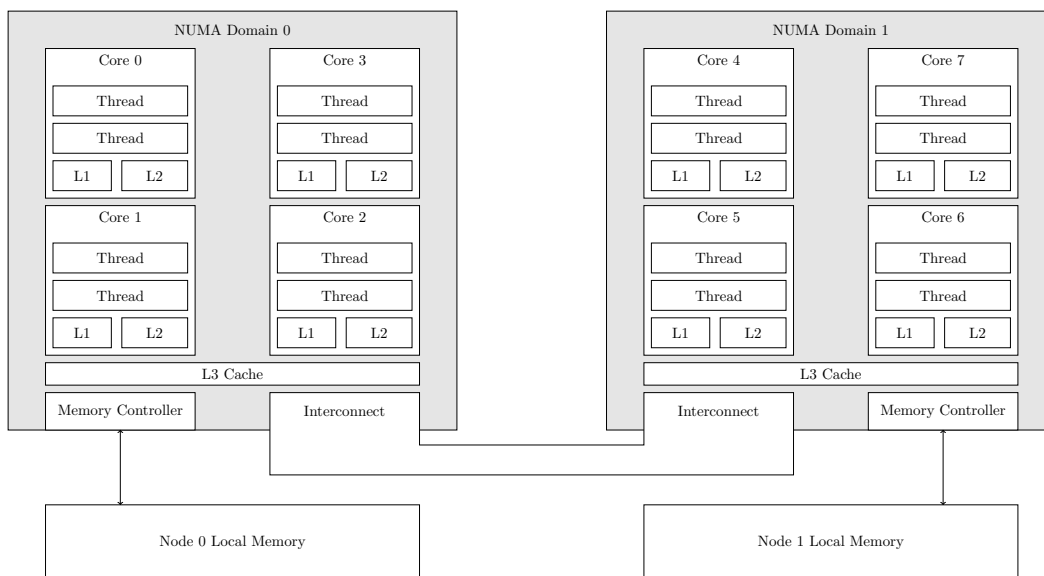 NUMA Domain 0
Core 0
Thread
Thread
L1 L2
Core 3
Thread
Thread
L1 L2
Core 1
Thread
Thread
L1 L2
Core 2
Thread
Thread
L1 L2
L3 Cache
Memory Controller
Interconnect
Node 0 Local Memory
NUMA Domain 1
Core 4
Thread
Thread
L1 L2
Core 7
Thread
Thread
L1 L2
Core 5
Thread
Thread
L1 L2
Core 6
Thread
Thread
L1 L2
L3 Cache
Interconnect
Memory Controller
Node 1 Local Memory